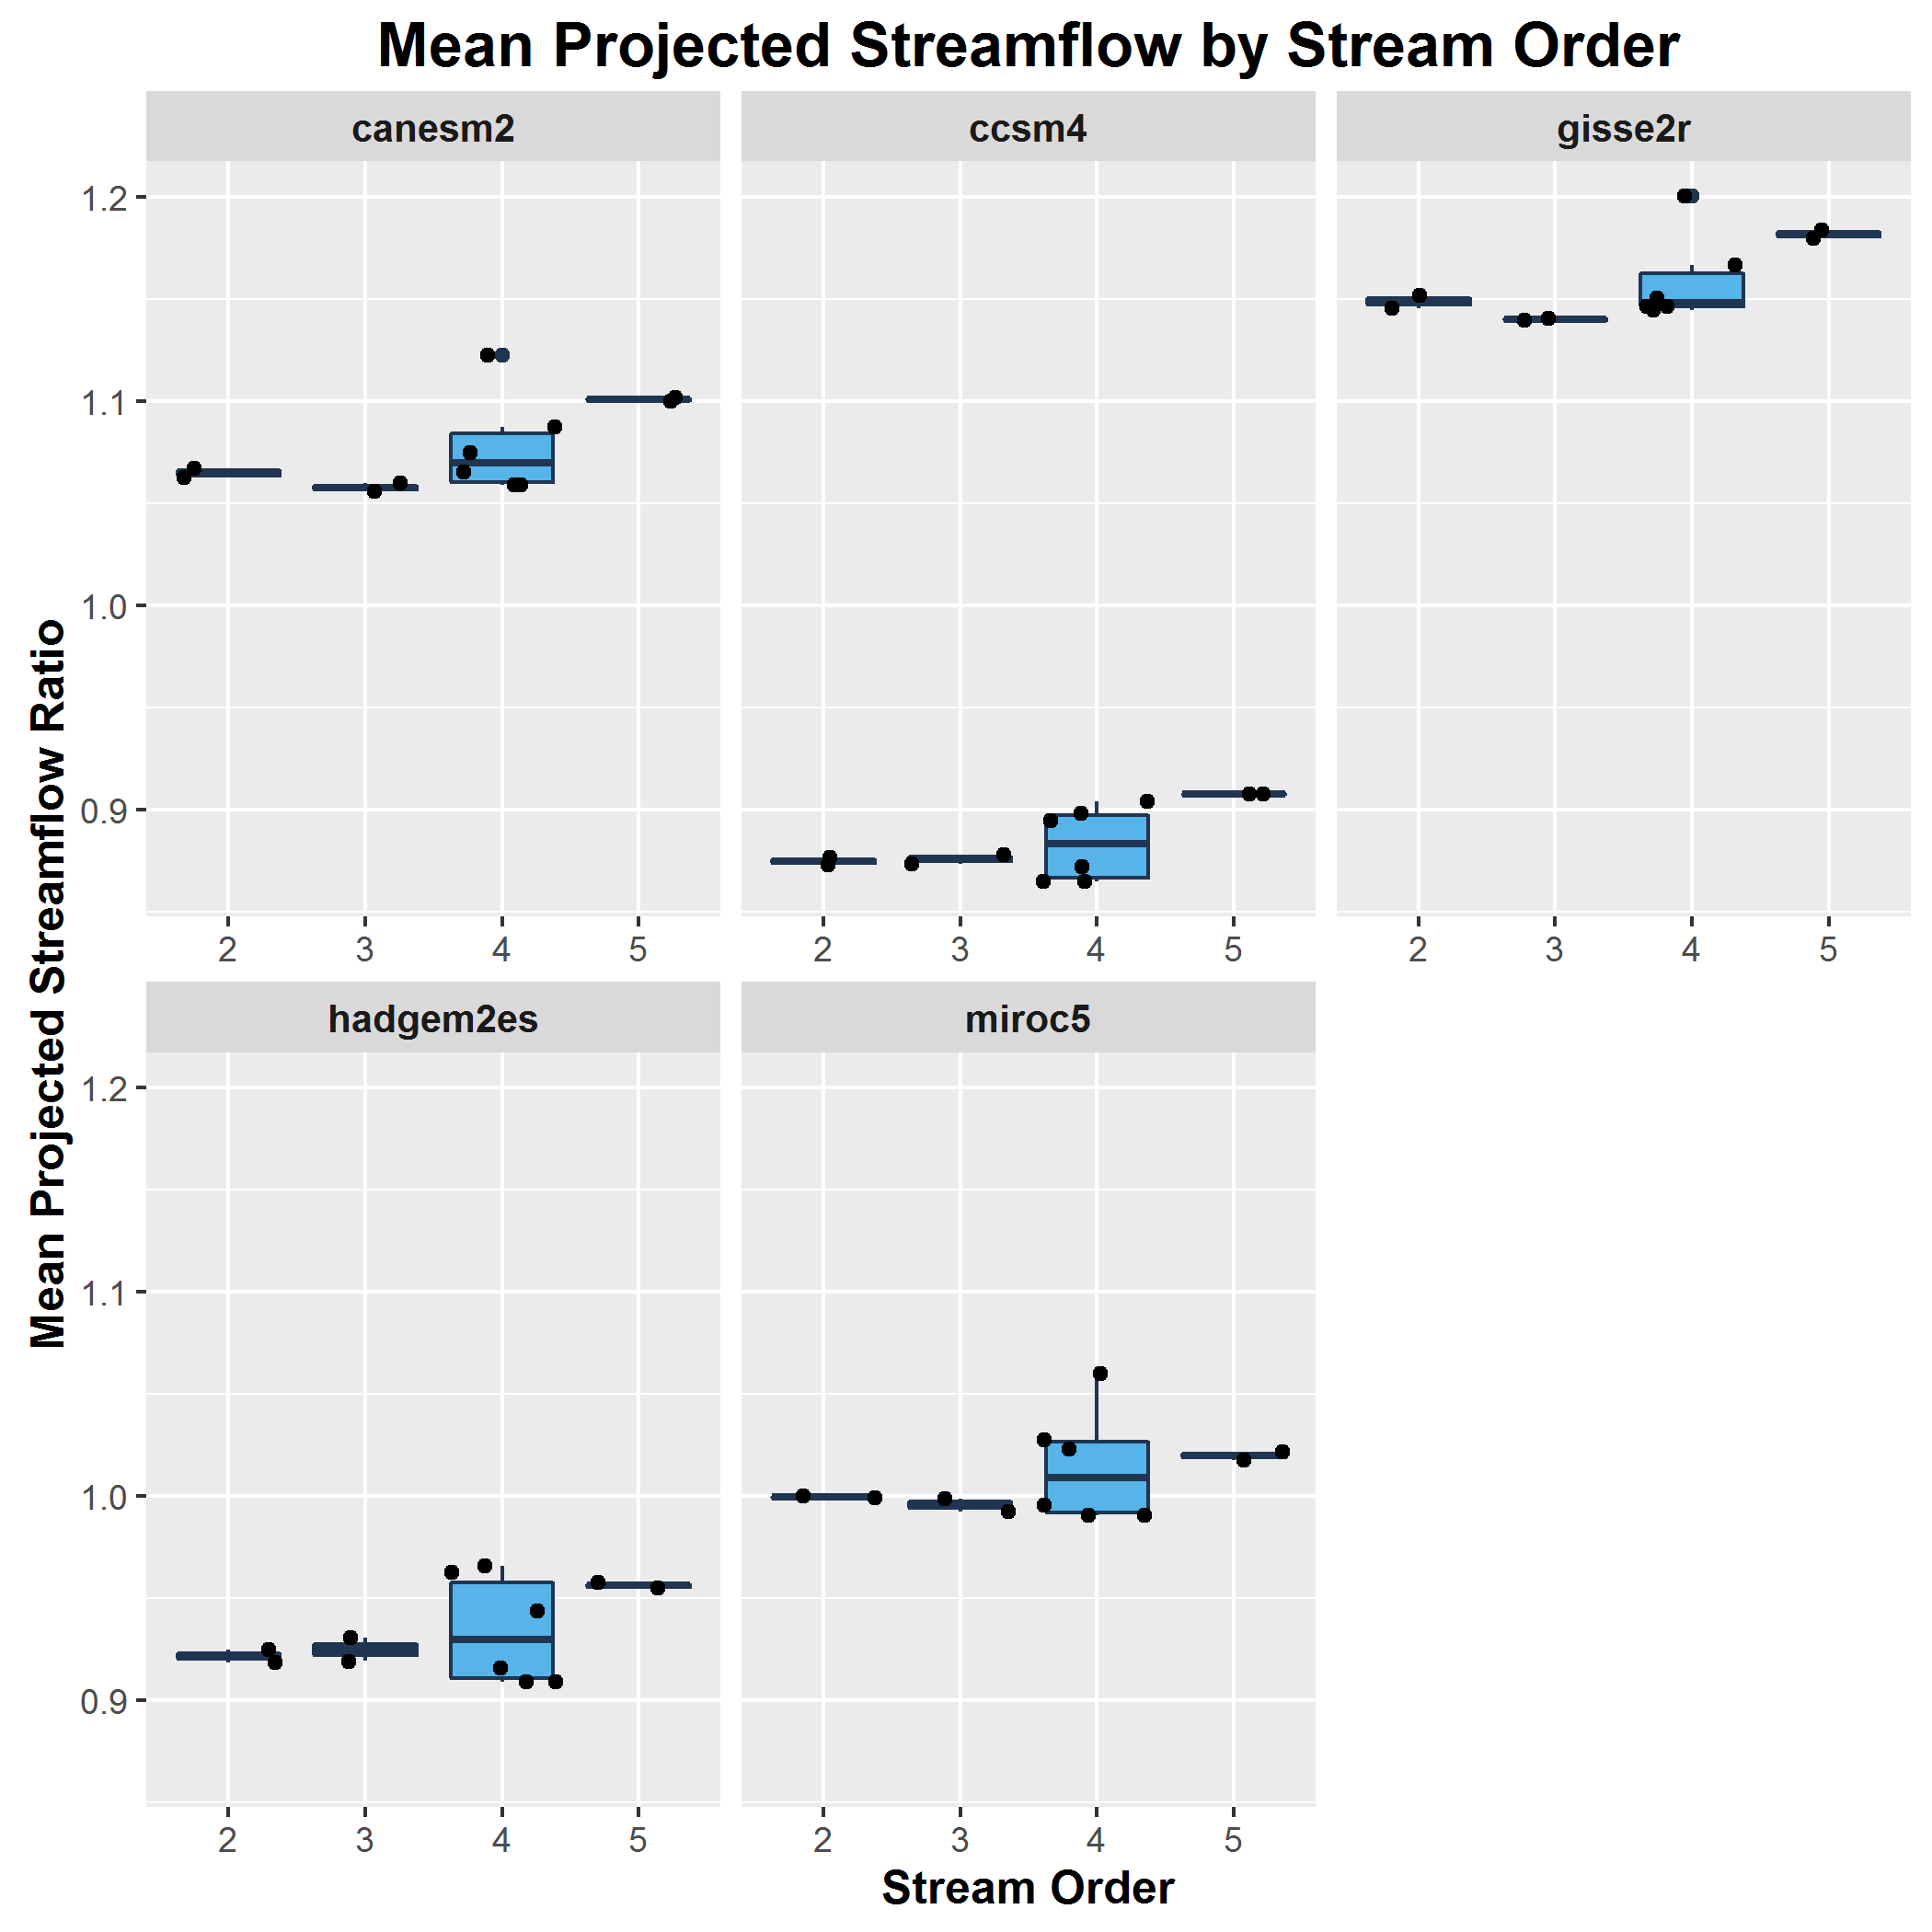 Mean Projected Streamflow by Stream Order
canesm2 ccsm4 gisse2r
1.2
1.1
1.0
0.9
2 3 4 5 2 3 4 5 2 3 4 5
Mean Projected Streamflow Ratio
hadgem2es miroc5
1.2
1.1
1.0
0.9
2 3 4 5 2 3 4 5
Stream Order